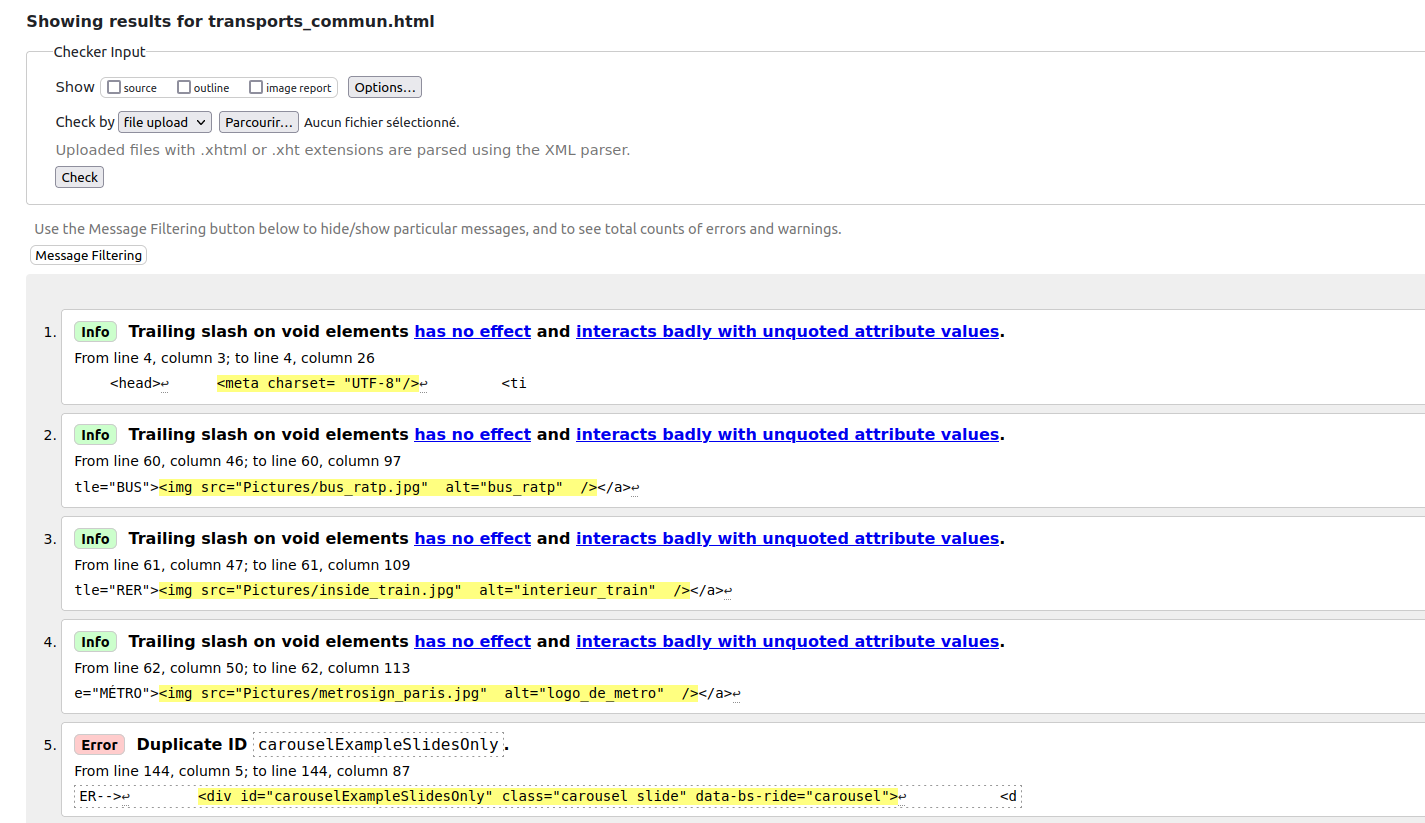 Showing results for transports_commun.html
Checker Input
Show source outline image report Options...
Check by file upload Parcourir... Aucun fichier sélectionné.
Uploaded files with .xhtml or .xht extensions are parsed using the XML parser.
Check
Use the Message Filtering button below to hide/show particular messages, and to see total counts of errors and warnings.
Message Filtering
1. Info Trailing slash on void elements has no effect and interacts badly with unquoted attribute values.
From line 4, column 3; to line 4, column 26
<head>↩ <meta charset= "UTF-8"/>↩ <ti
2. Info Trailing slash on void elements has no effect and interacts badly with unquoted attribute values.
From line 60, column 46; to line 60, column 97
tle="BUS"><img src="Pictures/bus_ratp.jpg"  alt="bus_ratp"  /></a>↩
3. Info Trailing slash on void elements has no effect and interacts badly with unquoted attribute values.
From line 61, column 47; to line 61, column 109
tle="RER"><img src="Pictures/inside_train.jpg"  alt="interieur_train"  /></a>↩
4. Info Trailing slash on void elements has no effect and interacts badly with unquoted attribute values.
From line 62, column 50; to line 62, column 113
e="MÉTRO"><img src="Pictures/metrosign_paris.jpg"  alt="logo_de_metro"  /></a>↩
5. Error Duplicate ID carouselExampleSlidesOnly.
From line 144, column 5; to line 144, column 87
ER-->↩ <div id="carouselExampleSlidesOnly" class="carousel slide" data-bs-ride="carousel">↩ <d